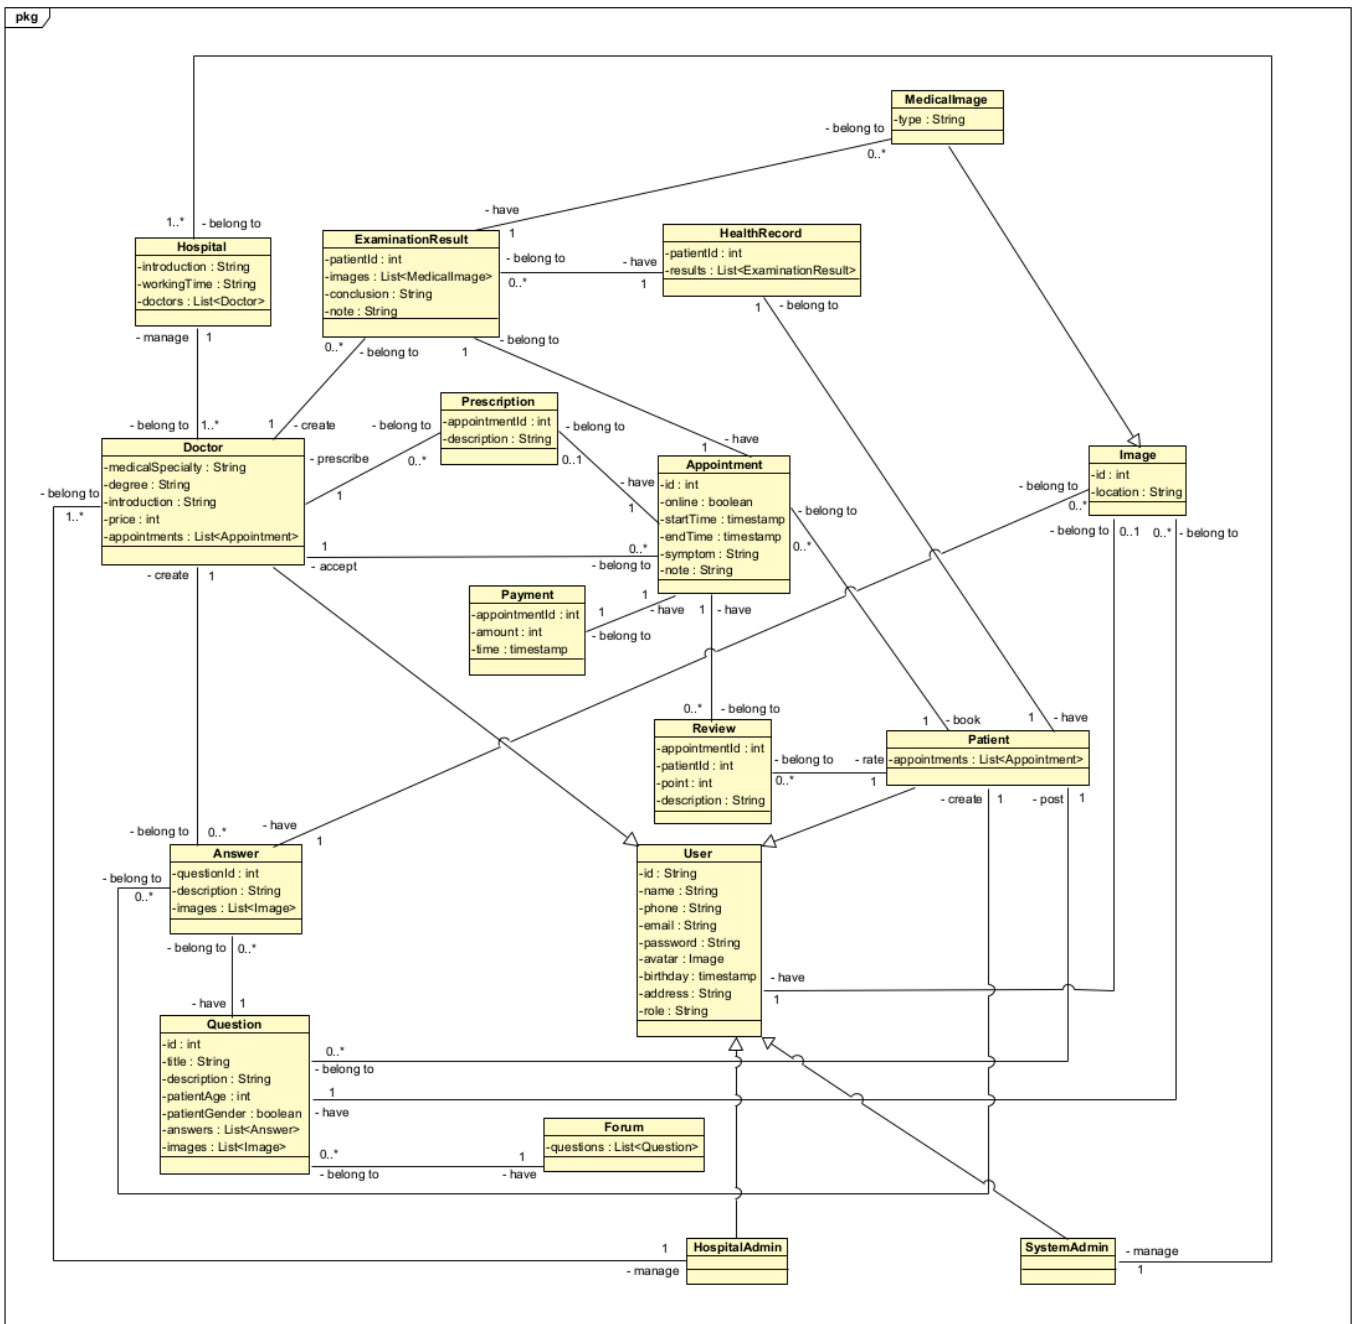 pkg
MedicalImage
-type : String
- belong to
0..*
- have
1
1..*
- belong to
Hospital
-introduction : String
-workingTime : String
-doctors : List<Doctor>
ExaminationResult
-patientId : int
-images : List<MedicalImage>
-conclusion : String
-note : String
- belong to
0..*
- have
1
HealthRecord
-patientId : int
-results : List<ExaminationResult>
- manage
1
0..*
- belong to
1
- belong to
1
- belong to
- belong to
1..*
1
- create
Prescription
-appointmentId : int
-description : String
- belong to
0..*
- prescribe
1
- belong to
0..1
- have
1
1
- have
Doctor
-medicalSpecialty : String
-degree : String
-introduction : String
-price : int
-appointments : List<Appointment>
- belong to
1..*
Appointment
-id : int
-online : boolean
-startTime : timestamp
-endTime : timestamp
-symptom : String
-note : String
- belong to
0..*
Image
-id : int
-location : String
- belong to
0..*
- belong to
0..1
0..*
- belong to
1
- accept
0..*
- belong to
- create
1
Payment
-appointmentId : int
-amount : int
-time : timestamp
1
- have
1
- belong to
1
- have
0..*
- belong to
Review
-appointmentId : int
-patientId : int
-point : int
-description : String
- belong to
0..*
- rate
1
1
- book
1
- have
Patient
-appointments : List<Appointment>
- create
1
- post
1
- belong to
0..*
- have
1
Answer
-questionId : int
-description : String
-images : List<Image>
- belong to
0..*
- belong to
0..*
- have
1
User
-id : String
-name : String
-phone : String
-email : String
-password : String
-avatar : Image
-birthday : timestamp
-address : String
-role : String
- have
1
Question
-id : int
-title : String
-description : String
-patientAge : int
-patientGender : boolean
-answers : List<Answer>
-images : List<Image>
0..*
- belong to
1
- have
0..*
- belong to
1
- have
Forum
-questions : List<Question>
1
- manage
HospitalAdmin
SystemAdmin
- manage
1